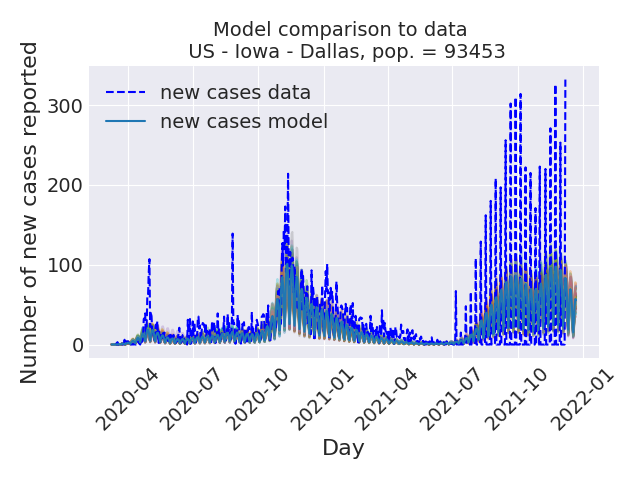 Model comparison to data
US - Iowa - Dallas, pop. = 93453
Number of new cases reported
300
200
100
0
new cases data
new cases model
2020-04
2020-07
2020-10
2021-01
2021-04
2021-07
2021-10
2022-01
Day